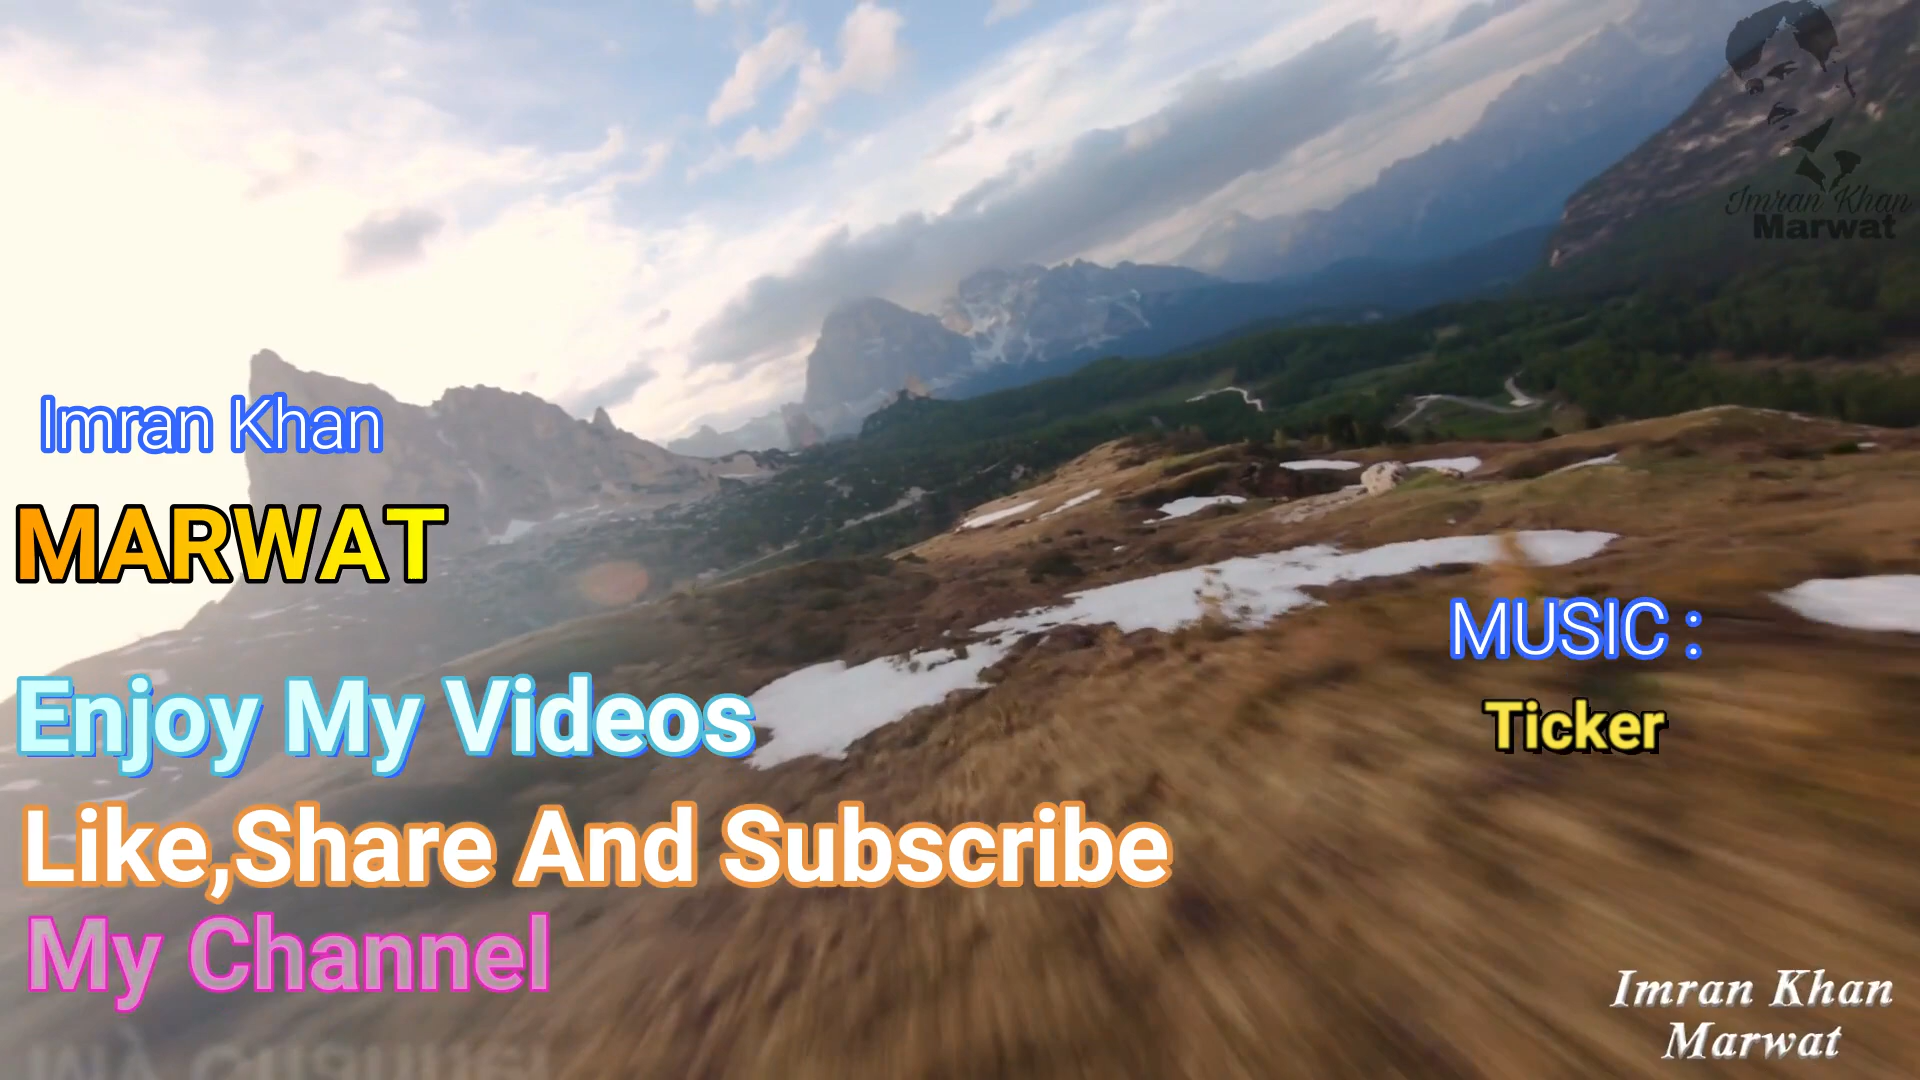 Imran Khan
Marwat
Imran Khan
MARWAT
MUSIC :
Enjoy My Videos
Ticker
Like,Share And Subscribe
My Channel
Imran Khan
Marwat